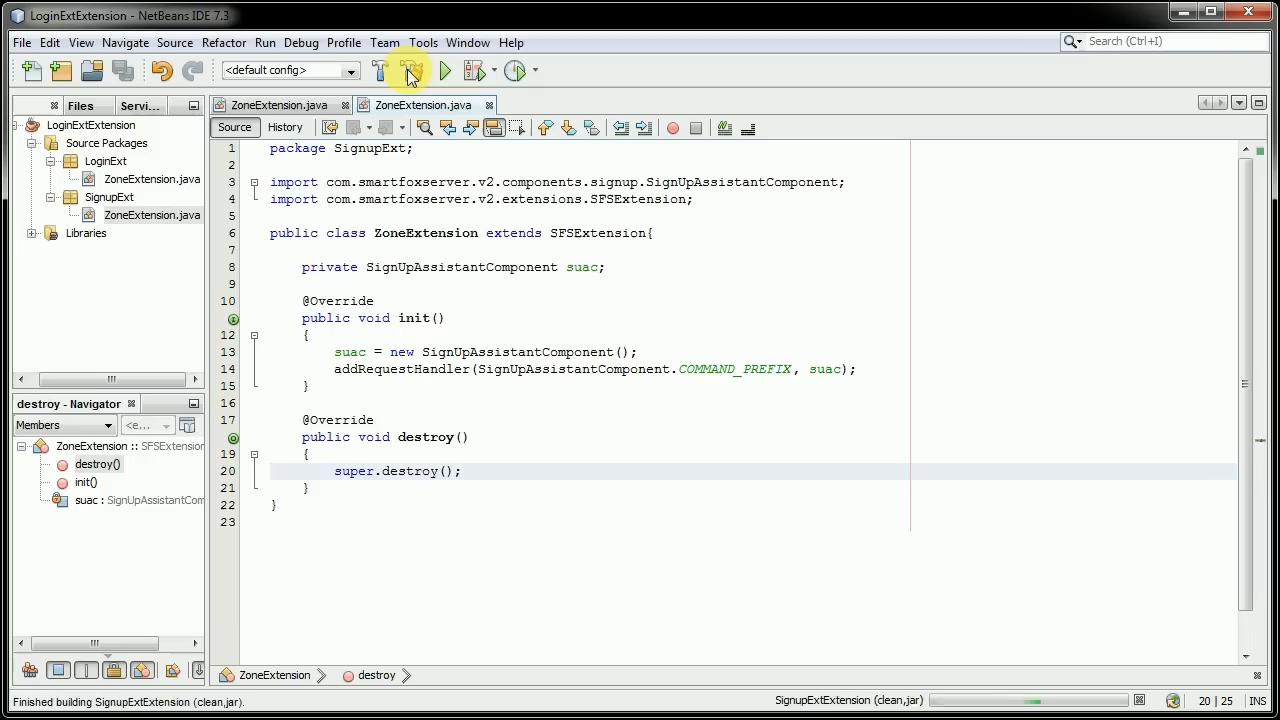 LoginExtExtension - NetBeans IDE 7.3
File Edit View Navigate Source Refactor Run Debug Profile Team Tools Window Help
Search (Ctrl+I)
<default config>
Files Servi...
ZoneExtension.java ZoneExtension.java
Source History
LoginExtExtension
Source Packages
LoginExt
ZoneExtension.java
SignupExt
ZoneExtension.java
Libraries
1 package SignupExt;
2
3 import com.smartfoxserver.v2.components.signup.SignUpAssistantComponent;
4 import com.smartfoxserver.v2.extensions.SFSExtension;
5
6 public class ZoneExtension extends SFSExtension{
7
8 private SignUpAssistantComponent suac;
9
10 @Override
public void init()
12 {
13 suac = new SignUpAssistantComponent();
14 addRequestHandler(SignUpAssistantComponent.COMMAND_PREFIX, suac);
15 }
16
17 @Override
public void destroy()
19 {
20 super.destroy();
21 }
22 }
23
destroy - Navigator
Members <e...
ZoneExtension :: SFSExtension
destroy()
init()
suac : SignUpAssistantCom
ZoneExtension destroy
Finished building SignupExtExtension (clean,jar).
SignupExtExtension (clean,jar)
20 | 25 INS